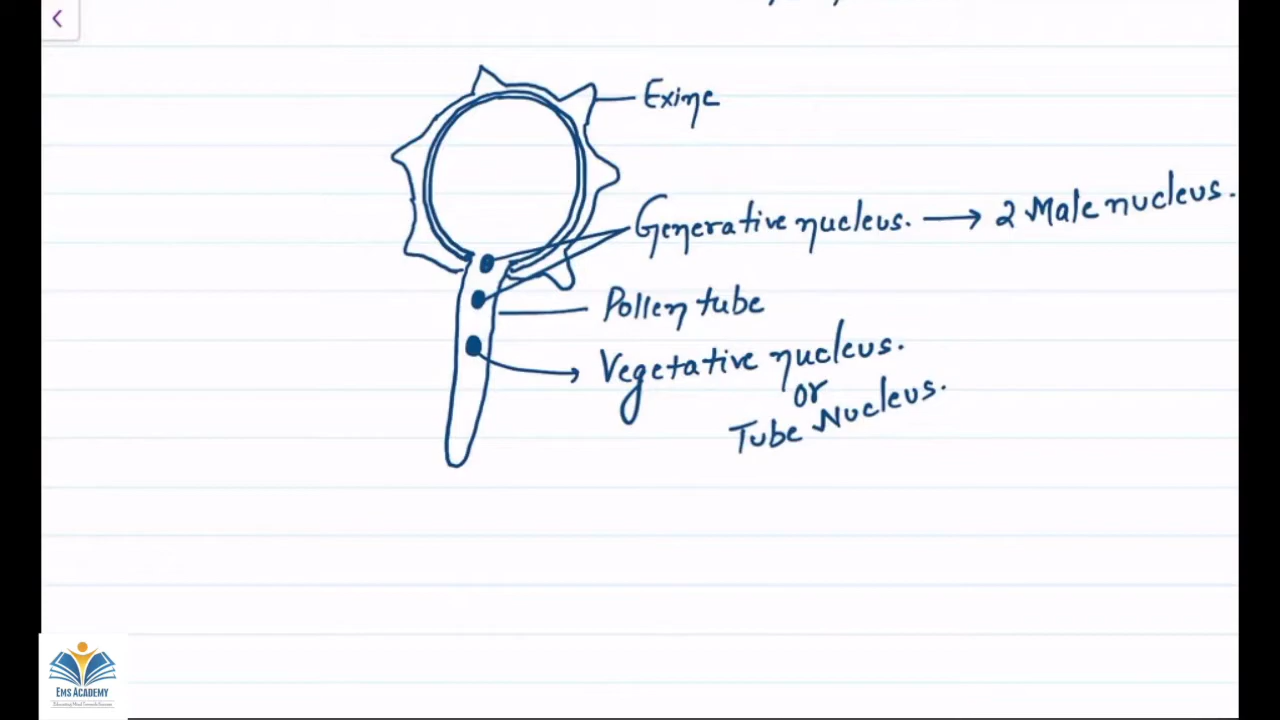 Exine
Generative nucleus. → 2 Male nucleus.
Pollen tube
Vegetative nucleus.
or
Tube Nucleus.
EMS ACADEMY